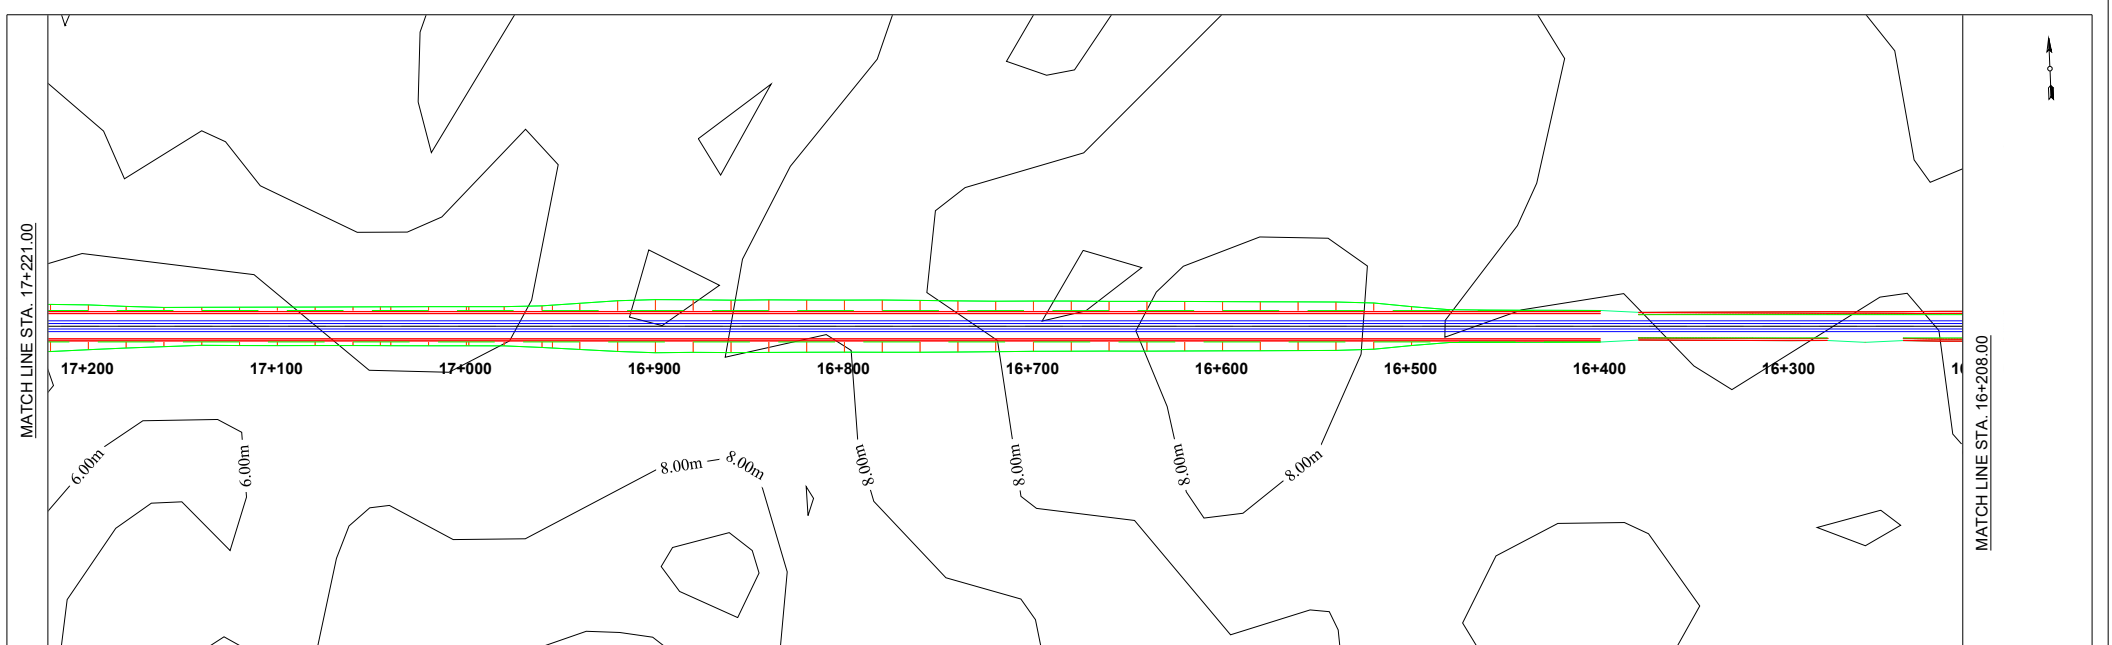 MATCH LINE STA. 17+221.00
17+200 17+100 17+000 16+900 16+800 16+700 16+600 16+500 16+400 16+300
MATCH LINE STA. 16+208.00
6.00m 6.00m 8.00m 8.00m 8.00m 8.00m 8.00m 8.00m